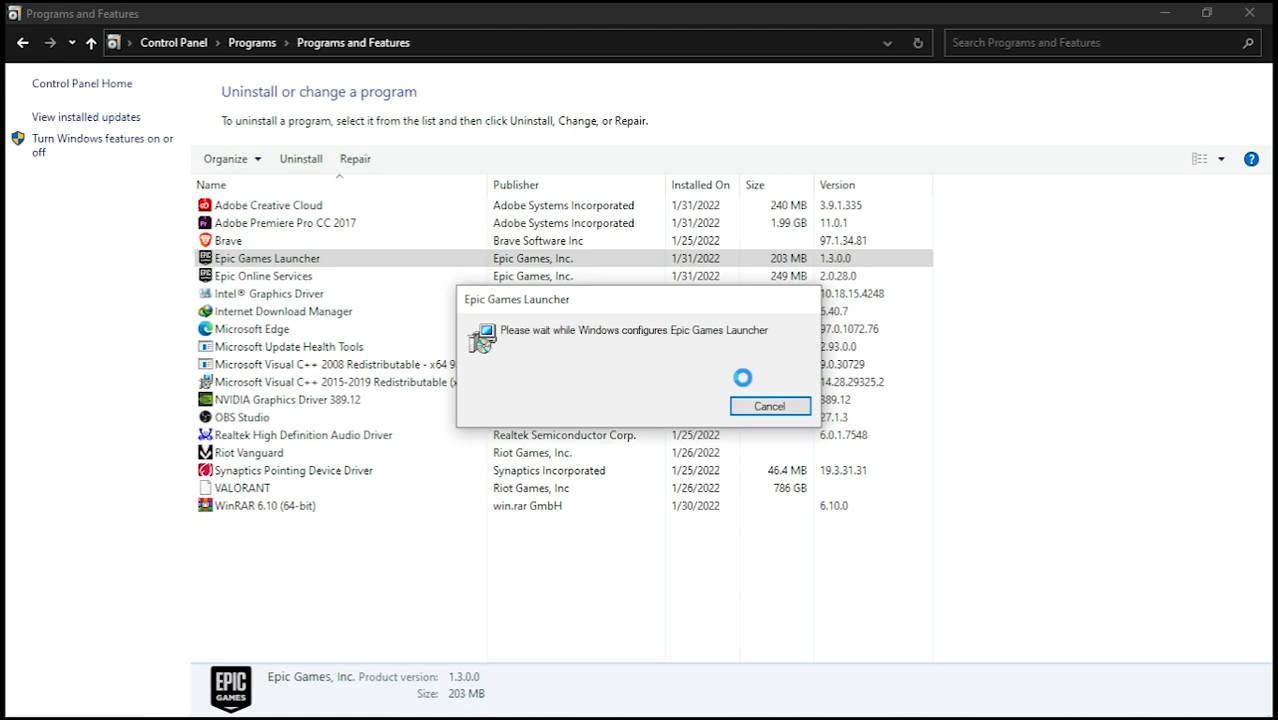 Programs and Features
Control Panel > Programs > Programs and Features
Search Programs and Features
Control Panel Home
View installed updates
Turn Windows features on or
off
Uninstall or change a program
To uninstall a program, select it from the list and then click Uninstall, Change, or Repair.
Organize Uninstall Repair
Name Publisher Installed On Size Version
Adobe Creative Cloud Adobe Systems Incorporated 1/31/2022 240 MB 3.9.1.335
Adobe Premiere Pro CC 2017 Adobe Systems Incorporated 1/31/2022 1.99 GB 11.0.1
Brave Brave Software Inc 1/25/2022 97.1.34.81
Epic Games Launcher Epic Games, Inc. 1/31/2022 203 MB 1.3.0.0
Epic Online Services Epic Games, Inc. 1/31/2022 249 MB 2.0.28.0
Intel® Graphics Driver 10.18.15.4248
Internet Download Manager 6.40.7
Microsoft Edge 97.0.1072.76
Microsoft Update Health Tools 2.93.0.0
Microsoft Visual C++ 2008 Redistributable - x64 9 9.0.30729
Microsoft Visual C++ 2015-2019 Redistributable (x 14.28.29325.2
NVIDIA Graphics Driver 389.12 389.12
OBS Studio 27.1.3
Realtek High Definition Audio Driver Realtek Semiconductor Corp. 1/25/2022 6.0.1.7548
Riot Vanguard Riot Games, Inc. 1/26/2022
Synaptics Pointing Device Driver Synaptics Incorporated 1/25/2022 46.4 MB 19.3.31.31
VALORANT Riot Games, Inc 1/26/2022 786 GB
WinRAR 6.10 (64-bit) win.rar GmbH 1/30/2022 6.10.0
Epic Games Launcher
Please wait while Windows configures Epic Games Launcher
Cancel
EPIC
GAMES
Epic Games, Inc. Product version: 1.3.0.0
Size: 203 MB